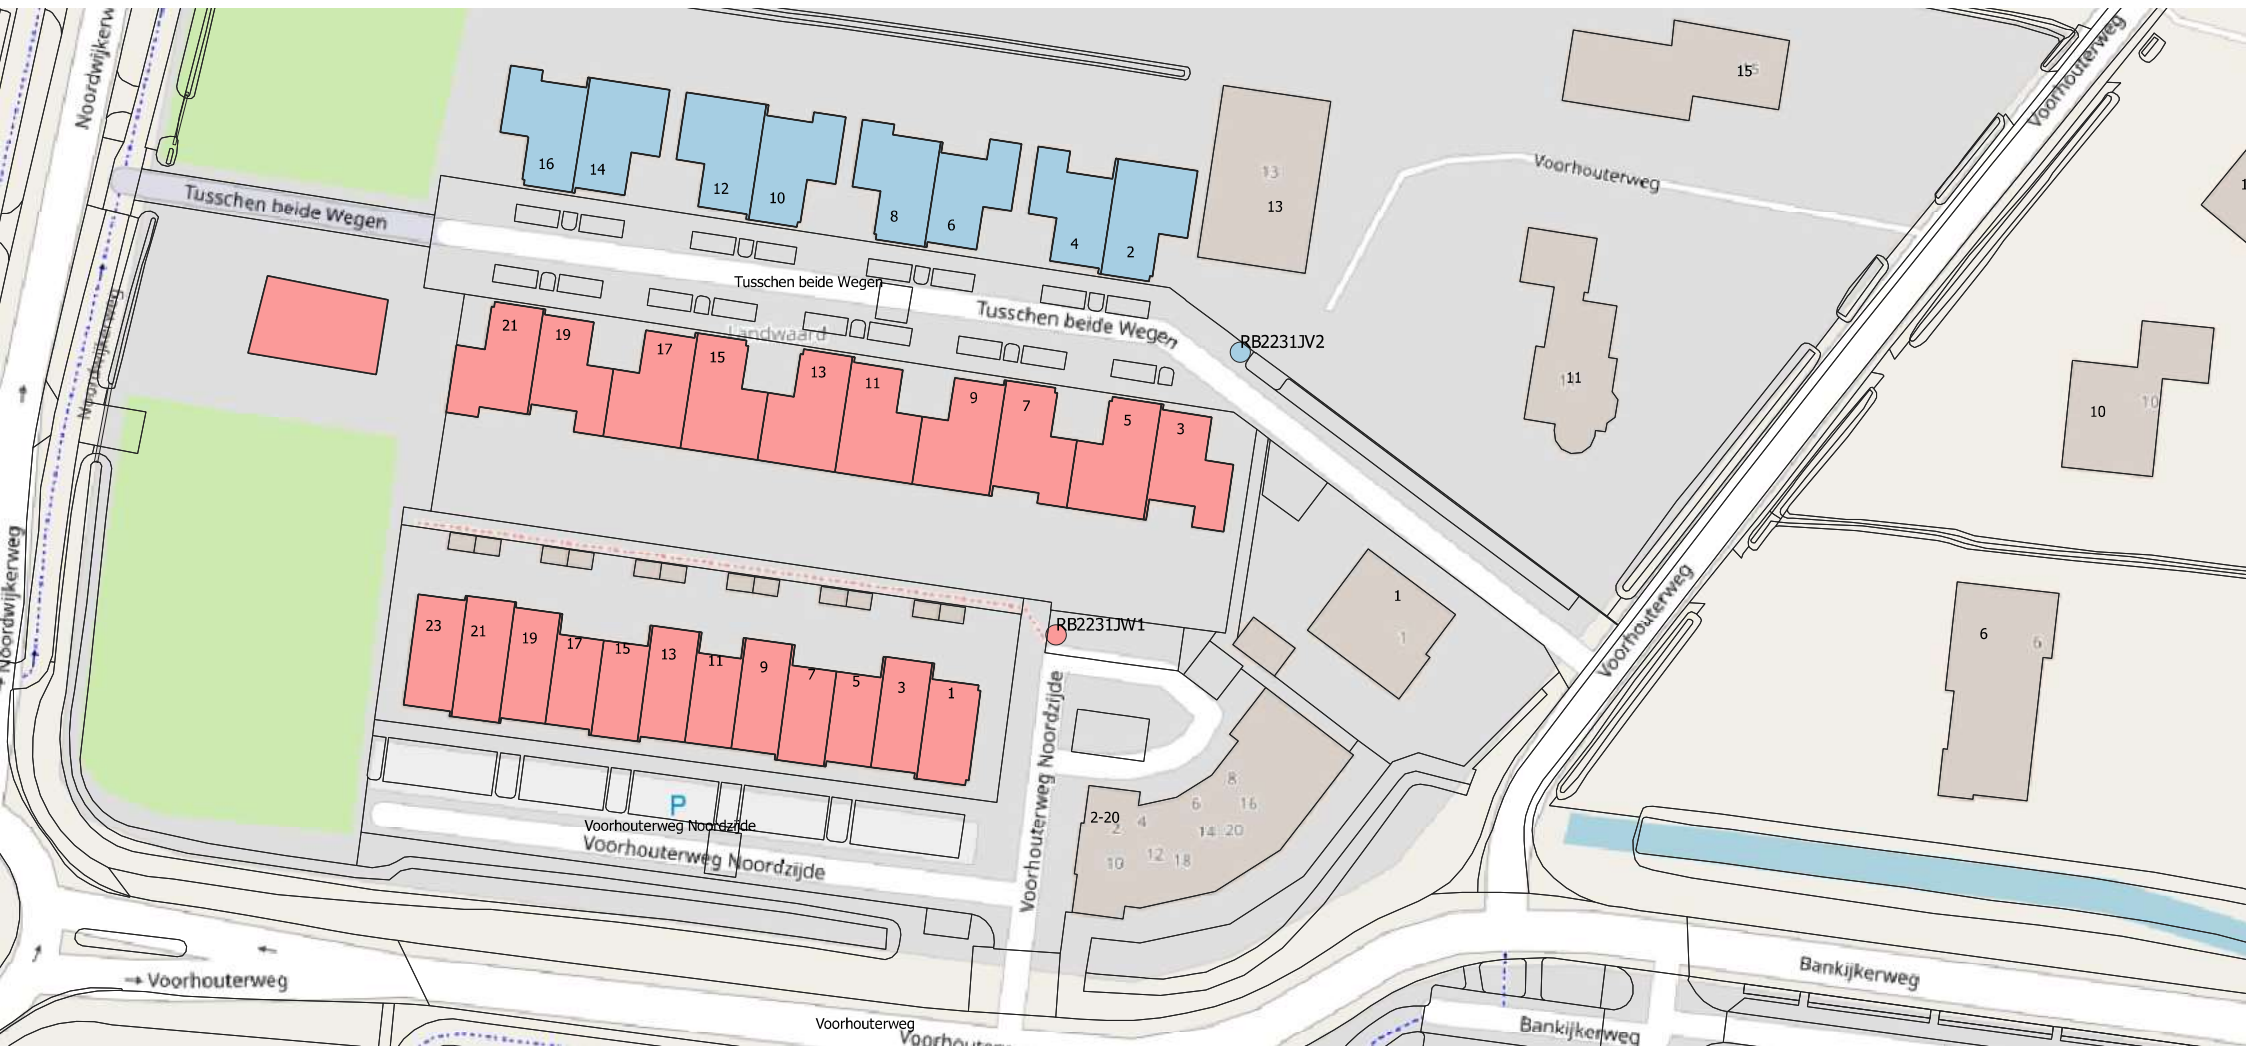 Noordwijkerw
Voorhouterweg
15
15
16
14
12
10
8
6
4
2
13
13
Voorhouterweg
1
Tusschen beide Wegen
Tusschen beide Wegen
Tusschen beide Wegen
Landwaard
RB2231JV2
Noordwijkerweg
21
19
17
15
13
11
9
7
5
3
11
10
10
Noordwijkerweg
RB2231JW1
1
1
Voorhouterweg
6
6
23
21
19
17
15
13
11
9
7
5
3
1
Voorhouterweg Noordzijde
P
Voorhouterweg Noordzijde
Voorhouterweg Noordzijde
2-20
8
6
16
4
2
14
20
12
18
10
Voorhouterweg
Bankijkerweg
Voorhouterweg
Voorhouterw
Bankijkerweg